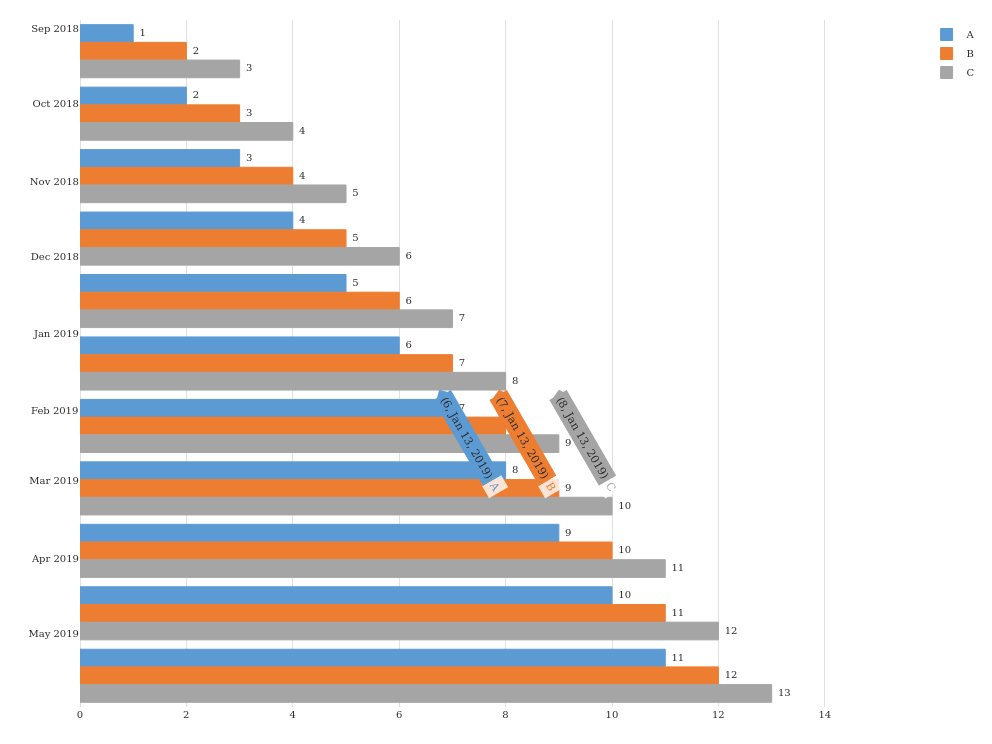 Sep 2018
1
2
3
2
Oct 2018
3
4
3
Nov 2018
4
5
4
5
Dec 2018
6
5
6
7
Jan 2019
6
7
8
Feb 2019
7
9
8
Mar 2019
9
10
9
10
Apr 2019
11
10
11
May 2019
12
11
12
13
0 2 4 6 8 10 12 14
(6, Jan 13, 2019) A
(7, Jan 13, 2019) B
(8, Jan 13, 2019) C
A
B
C